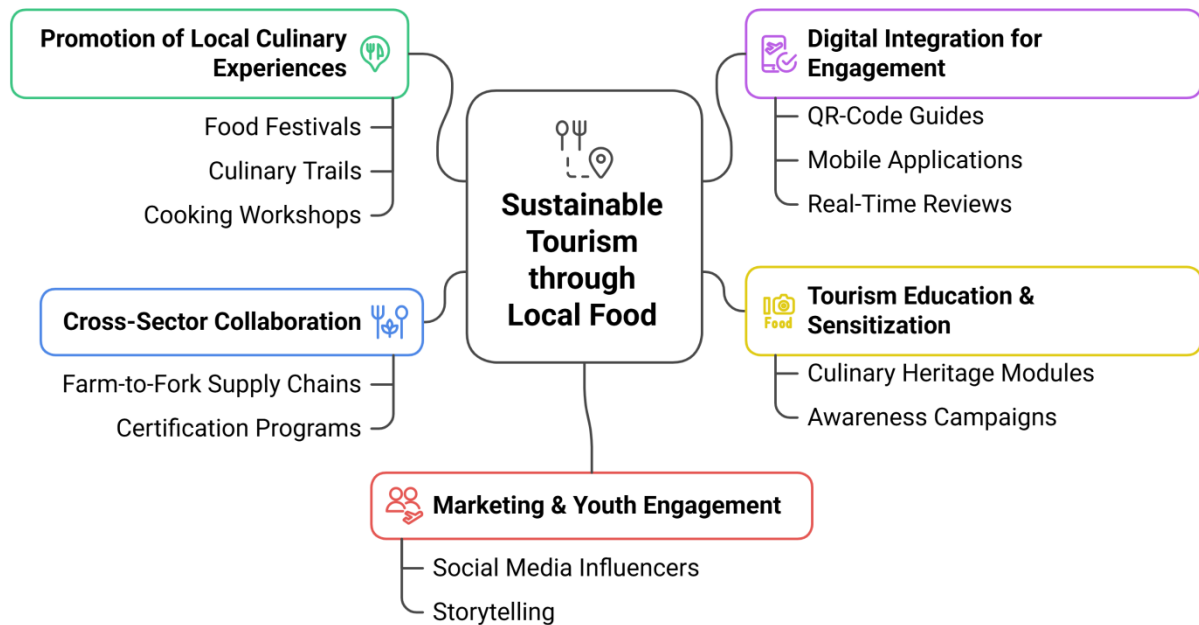 Promotion of Local Culinary
Experiences
Food Festivals
Culinary Trails
Cooking Workshops
Digital Integration for
Engagement
QR-Code Guides
Mobile Applications
Real-Time Reviews
Sustainable
Tourism
through
Local Food
Cross-Sector Collaboration
Farm-to-Fork Supply Chains
Certification Programs
Food
Tourism Education &
Sensitization
Culinary Heritage Modules
Awareness Campaigns
Marketing & Youth Engagement
Social Media Influencers
Storytelling